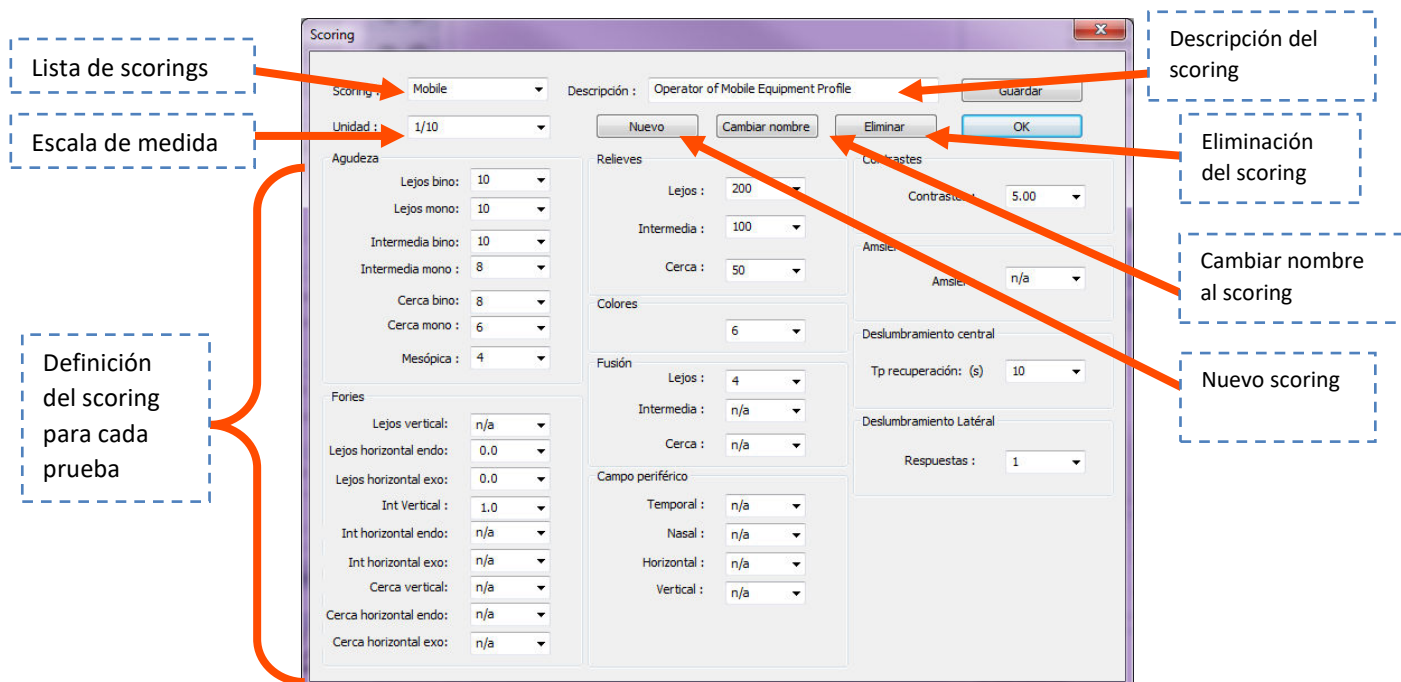 Scoring
Lista de scorings
Escala de medida
Definición
del scoring
para cada
prueba
Scoring : Mobile
Descripción : Operator of Mobile Equipment Profile
Guardar
Unidad : 1/10
Nuevo
Cambiar nombre
Eliminar
OK
Agudeza
Lejos bino: 10
Lejos mono: 10
Intermedia bino: 10
Intermedia mono : 8
Cerca bino: 8
Cerca mono : 6
Mesópica : 4
Fories
Lejos vertical: n/a
Lejos horizontal endo: 0.0
Lejos horizontal exo: 0.0
Int Vertical : 1.0
Int horizontal endo: n/a
Int horizontal exo: n/a
Cerca vertical: n/a
Cerca horizontal endo: n/a
Cerca horizontal exo: n/a
Relieves
Lejos : 200
Intermedia : 100
Cerca : 50
Colores
6
Fusión
Lejos : 4
Intermedia : n/a
Cerca : n/a
Campo periférico
Temporal : n/a
Nasal : n/a
Horizontal : n/a
Vertical : n/a
Contrastes
Contrastes : 5.00
Amsler
Amsler n/a
Deslumbramiento central
Tp recuperación: (s) 10
Deslumbramiento Latéral
Respuestas : 1
Descripción del
scoring
Eliminación
del scoring
Cambiar nombre
al scoring
Nuevo scoring